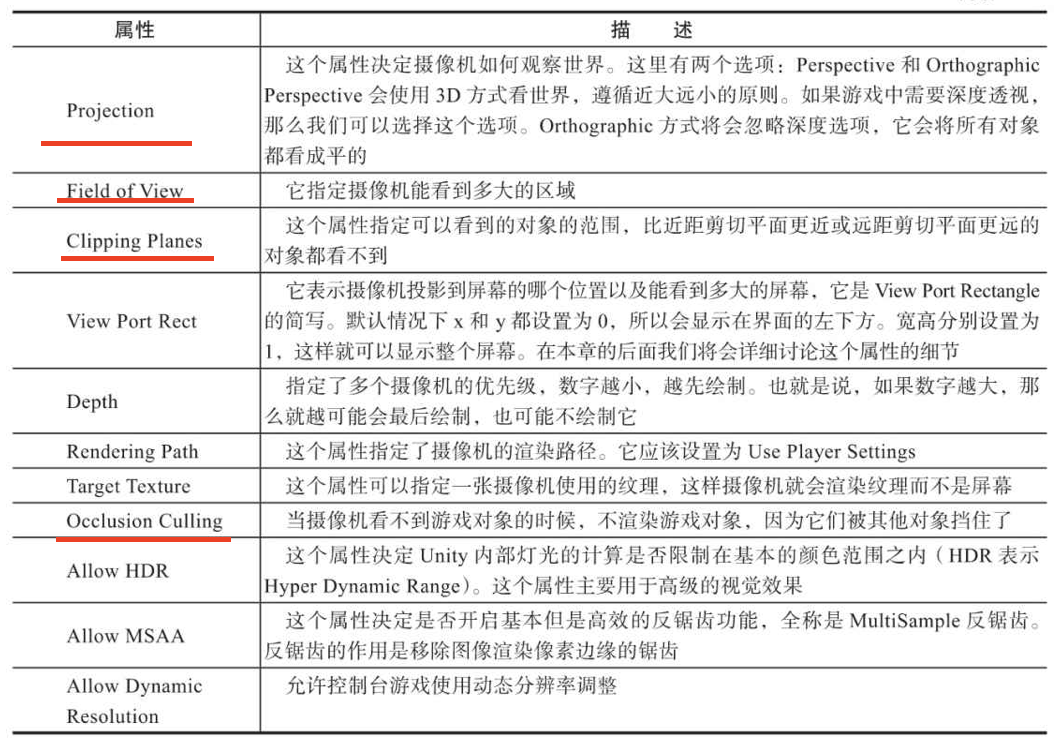 属性 描 述
Projection
这个属性决定摄像机如何观察世界。这里有两个选项：Perspective 和 Orthographic
Perspective 会使用 3D 方式看世界，遵循近大远小的原则。如果游戏中需要深度透视，
那么我们可以选择这个选项。Orthographic 方式将会忽略深度选项，它会将所有对象
都看成平的
Field of View 它指定摄像机能看到多大的区域
Clipping Planes
这个属性指定可以看到的对象的范围，比近距剪切平面更近或远距剪切平面更远的
对象都看不到
View Port Rect
它表示摄像机投影到屏幕的哪个位置以及能看到多大的屏幕，它是 View Port Rectangle
的简写。默认情况下 x 和 y 都设置为 0，所以会显示在界面的左下方。宽高分别设置为
1，这样就可以显示整个屏幕。在本章的后面我们将会详细讨论这个属性的细节
Depth
指定了多个摄像机的优先级，数字越小，越先绘制。也就是说，如果数字越大，那
么就越可能会最后绘制，也可能不绘制它
Rendering Path 这个属性指定了摄像机的渲染路径。它应该设置为 Use Player Settings
Target Texture 这个属性可以指定一张摄像机使用的纹理，这样摄像机就会渲染纹理而不是屏幕
Occlusion Culling 当摄像机看不到游戏对象的时候，不渲染游戏对象，因为它们被其他对象挡住了
Allow HDR
这个属性决定 Unity 内部灯光的计算是否限制在基本的颜色范围之内（HDR 表示
Hyper Dynamic Range）。这个属性主要用于高级的视觉效果
Allow MSAA
这个属性决定是否开启基本但是高效的反锯齿功能，全称是 MultiSample 反锯齿。
反锯齿的作用是移除图像渲染像素边缘的锯齿
Allow Dynamic
Resolution
允许控制台游戏使用动态分辨率调整